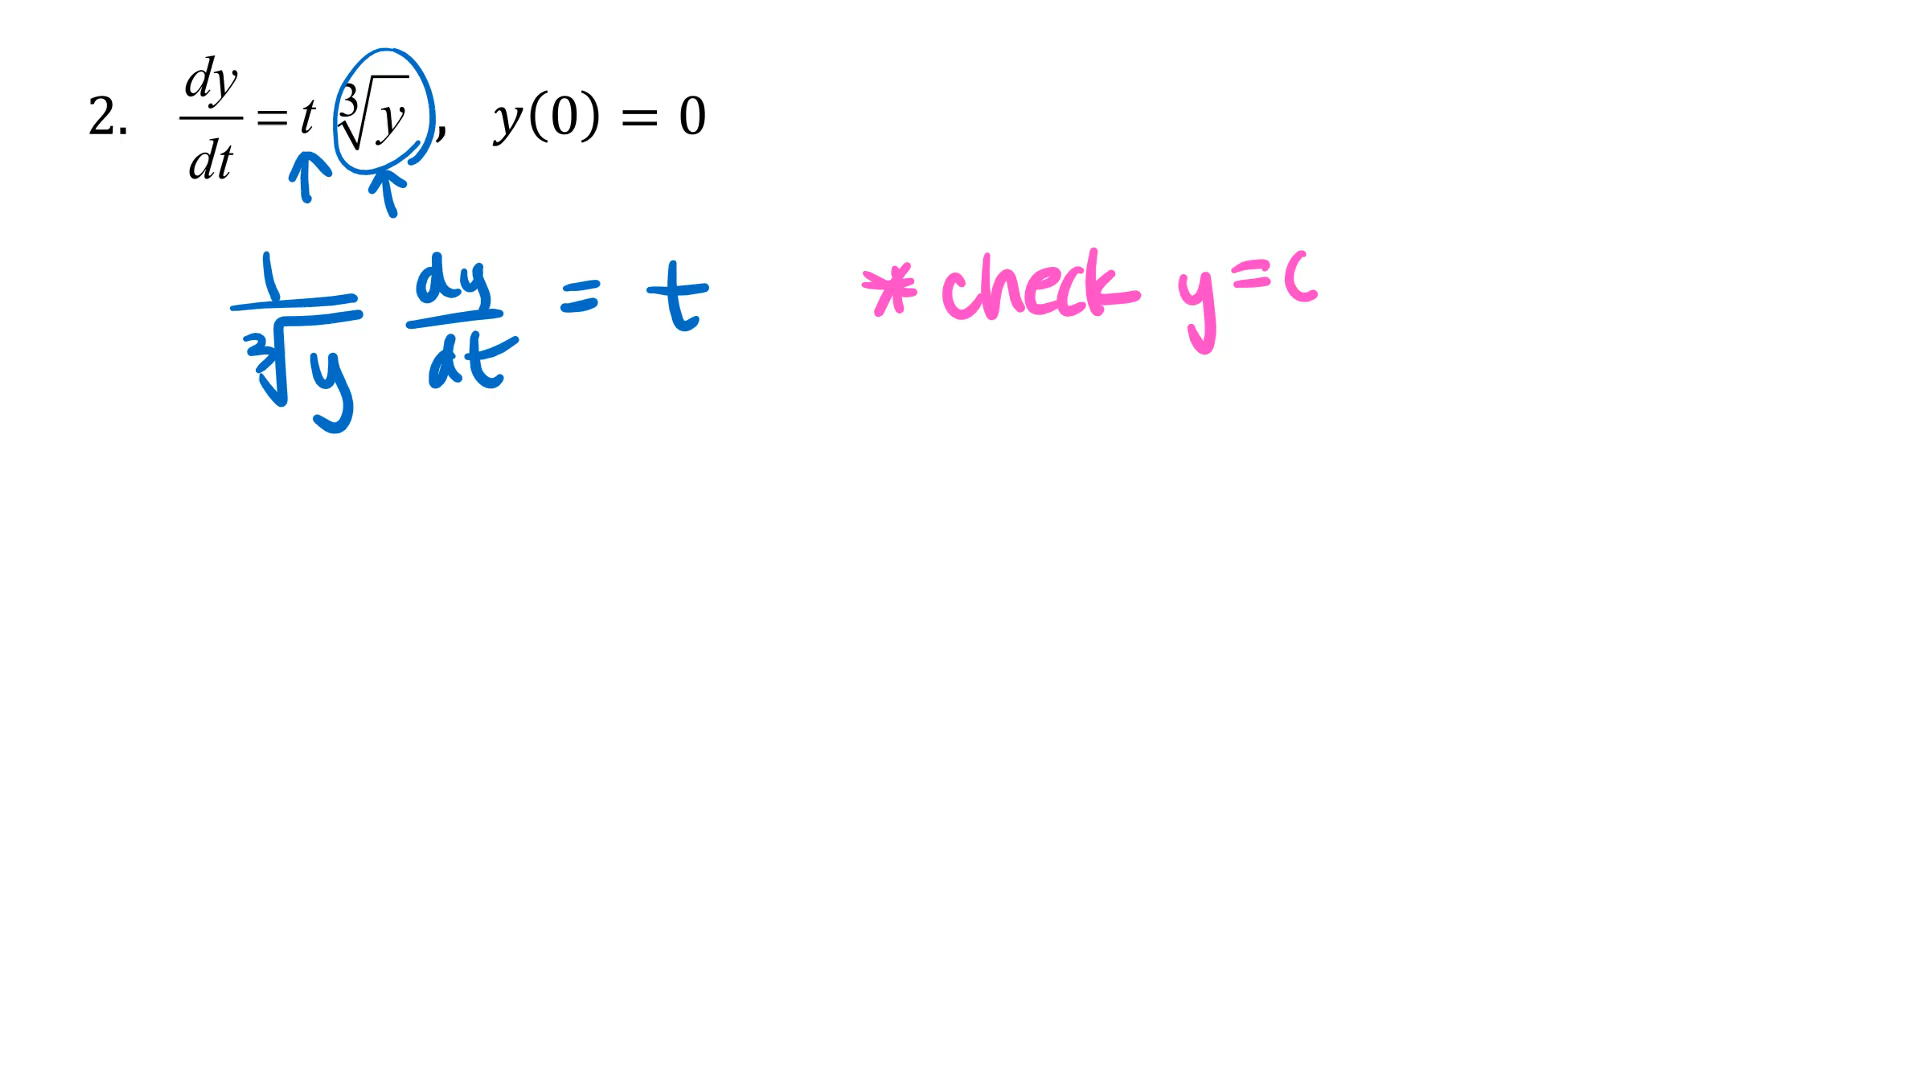 2. dy/dt = t ∛y, y(0) = 0
1/∛y dy/dt = t * check y = C